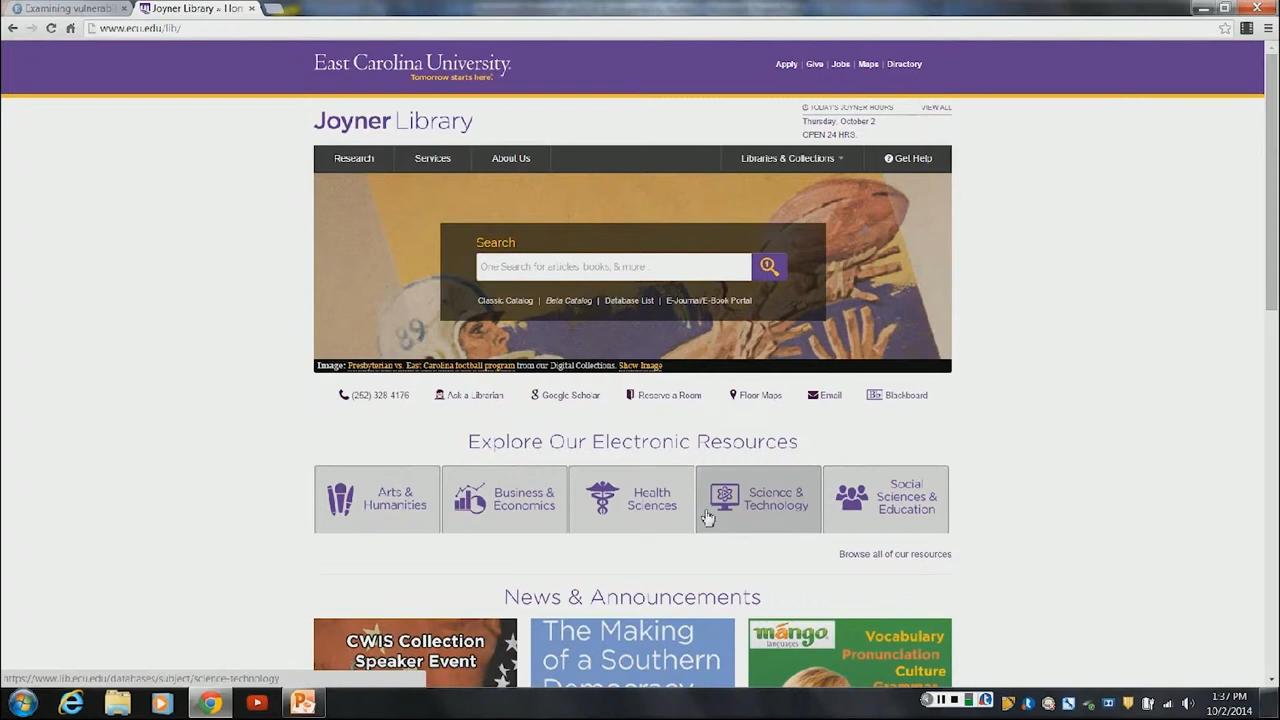 Examining vulnerabi
Joyner Library » Hom
www.ecu.edu/lib/
East Carolina University.
Tomorrow starts here.
Apply | Give | Jobs | Maps | Directory
Joyner Library
TODAY'S JOYNER HOURS VIEW ALL
Thursday, October 2
OPEN 24 HRS.
Research Services About Us Libraries & Collections Get Help
Search
One Search for articles, books, & more...
Classic Catalog | Beta Catalog | Database List | E-Journal/E-Book Portal
89
Image: Presbyterian vs. East Carolina football program from our Digital Collections. Show Image
(252) 328-4176 Ask a Librarian Google Scholar Reserve a Room Floor Maps Email Bb Blackboard
Explore Our Electronic Resources
Arts &
Humanities
Business &
Economics
Health
Sciences
Science &
Technology
Social
Sciences &
Education
Browse all of our resources
News & Announcements
CWIS Collection
Speaker Event
The Making
of a Southern
Democracy
mango
languages
Vocabulary
Pronunciation
Culture
Grammar
https://www.lib.ecu.edu/databases/subject/science-technology
1:37 PM
10/2/2014